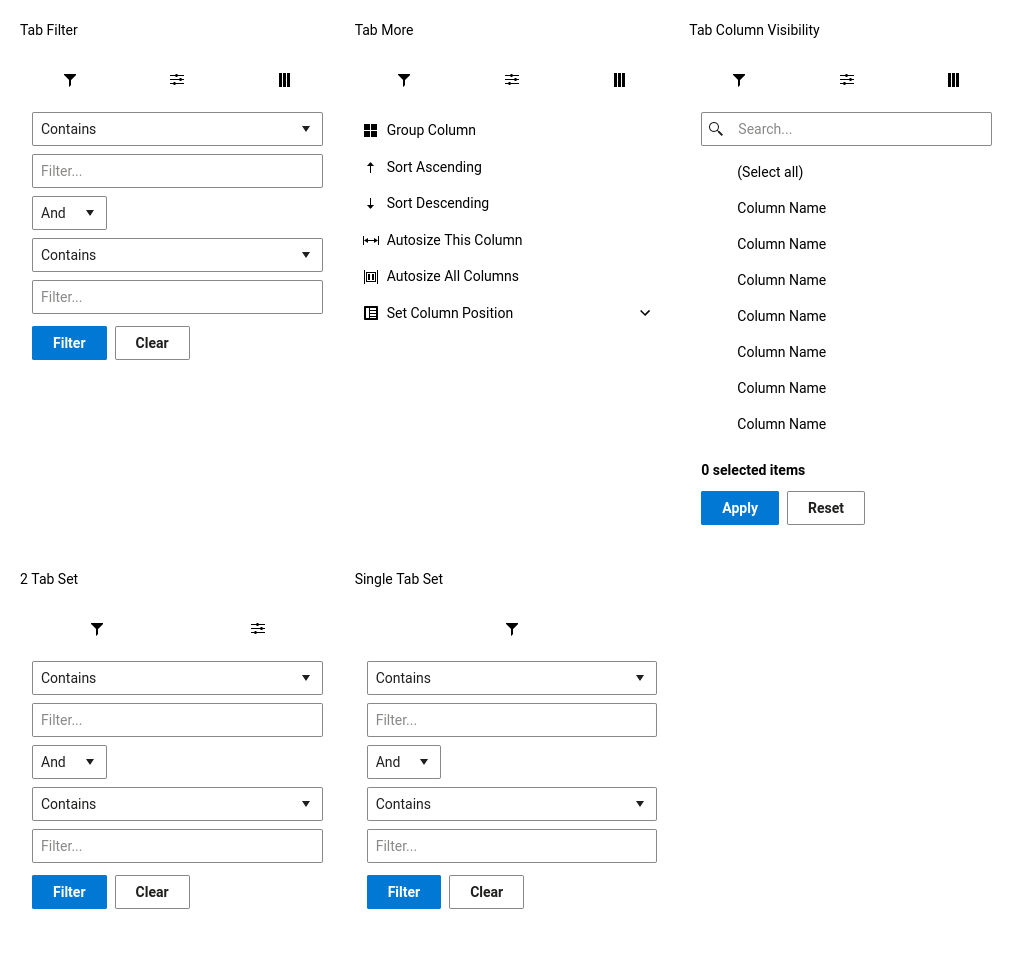 Tab Filter
Contains
Filter...
And
Contains
Filter...
Filter Clear
Tab More
Group Column
Sort Ascending
Sort Descending
Autosize This Column
Autosize All Columns
Set Column Position
Tab Column Visibility
Search...
(Select all)
Column Name
Column Name
Column Name
Column Name
Column Name
Column Name
Column Name
0 selected items
Apply Reset
2 Tab Set
Contains
Filter...
And
Contains
Filter...
Filter Clear
Single Tab Set
Contains
Filter...
And
Contains
Filter...
Filter Clear